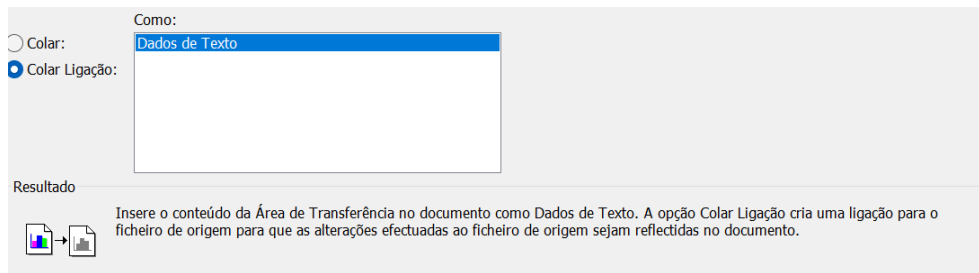 Como:
Colar:
Dados de Texto
Colar Ligação:
Resultado
Insere o conteúdo da Área de Transferência no documento como Dados de Texto. A opção Colar Ligação cria uma ligação para o
ficheiro de origem para que as alterações efectuadas ao ficheiro de origem sejam reflectidas no documento.